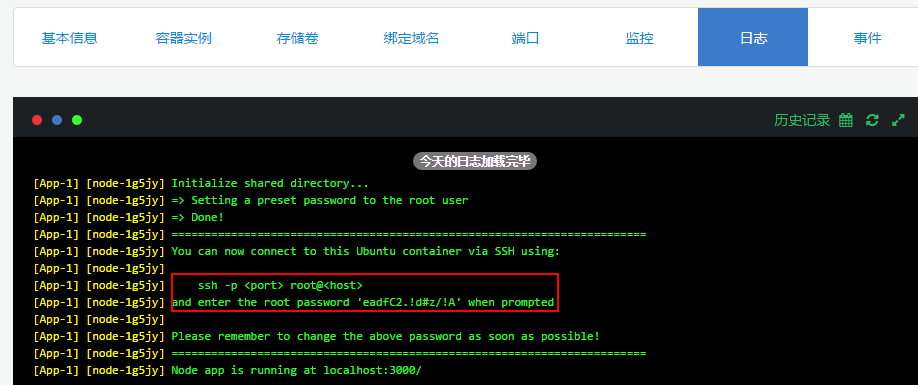 基本信息 容器实例 存储卷 绑定域名 端口 监控 日志 事件
历史记录
今天的日志加载完毕
[App-1] [node-1g5jy] Initialize shared directory...
[App-1] [node-1g5jy] => Setting a preset password to the root user
[App-1] [node-1g5jy] => Done!
[App-1] [node-1g5jy] ========================================================================
[App-1] [node-1g5jy] You can now connect to this Ubuntu container via SSH using:
[App-1] [node-1g5jy]
[App-1] [node-1g5jy]     ssh -p <port> root@<host>
[App-1] [node-1g5jy] and enter the root password 'eadfC2.!d#z/!A' when prompted
[App-1] [node-1g5jy]
[App-1] [node-1g5jy] Please remember to change the above password as soon as possible!
[App-1] [node-1g5jy] ========================================================================
[App-1] [node-1g5jy] Node app is running at localhost:3000/